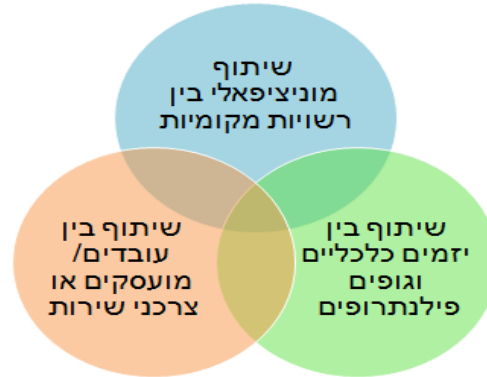 שיתוף
מוניציפאלי בין
רשויות מקומיות
שיתוף בין
יזמים כלכליים
וגופים
פילנתרופים
שיתוף בין
עובדים/
מועסקים או
צרכני שירות